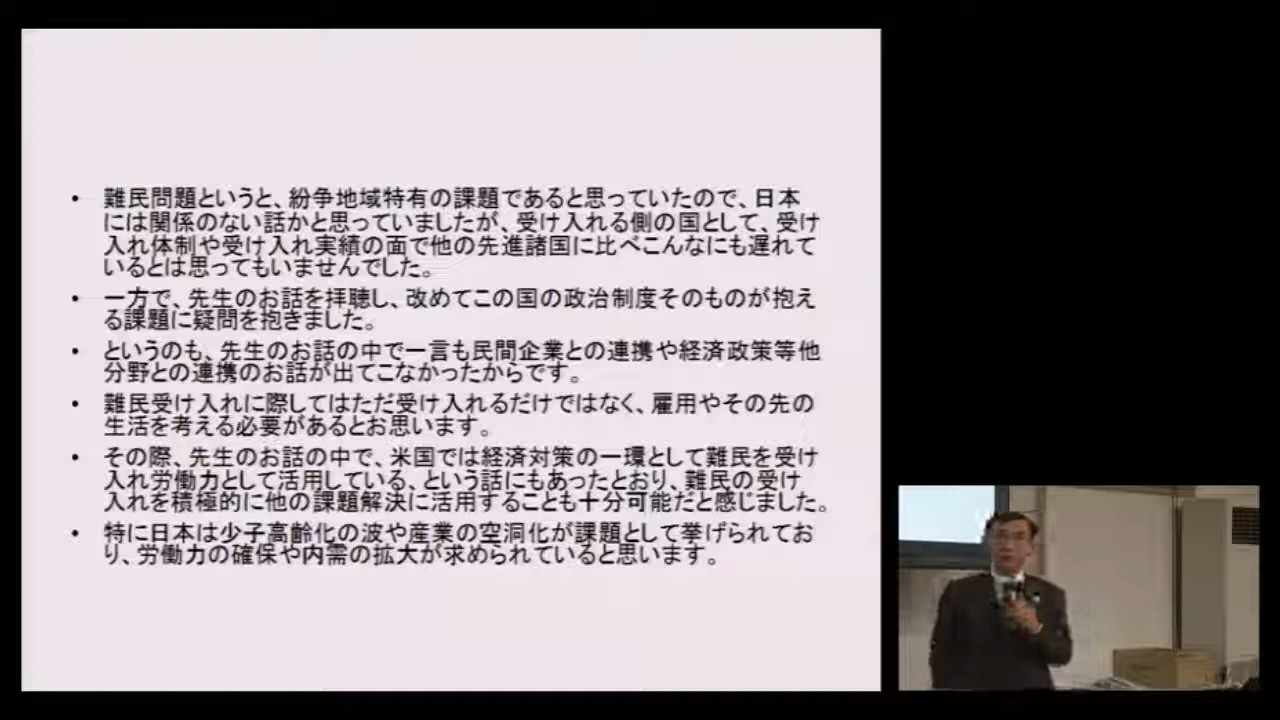 ・ 難民問題というと、紛争地域特有の課題であると思っていたので、日本
には関係のない話かと思っていましたが、受け入れる側の国として、受け
入れ体制や受け入れ実績の面で他の先進諸国に比べこんなにも遅れて
いるとは思ってもいませんでした。
・ 一方で、先生のお話を拝聴し、改めてこの国の政治制度そのものが抱え
る課題に疑問を抱きました。
・ というのも、先生のお話の中で一言も民間企業との連携や経済政策等他
分野との連携のお話が出てこなかったからです。
・ 難民受け入れに際してはただ受け入れるだけではなく、雇用やその先の
生活を考える必要があるとお思います。
・ その際、先生のお話の中で、米国では経済対策の一環として難民を受け
入れ労働力として活用している、という話にもあったとおり、難民の受け
入れを積極的に他の課題解決に活用することも十分可能だと感じました。
・ 特に日本は少子高齢化の波や産業の空洞化が課題として挙げられてお
り、労働力の確保や内需の拡大が求められていると思います。